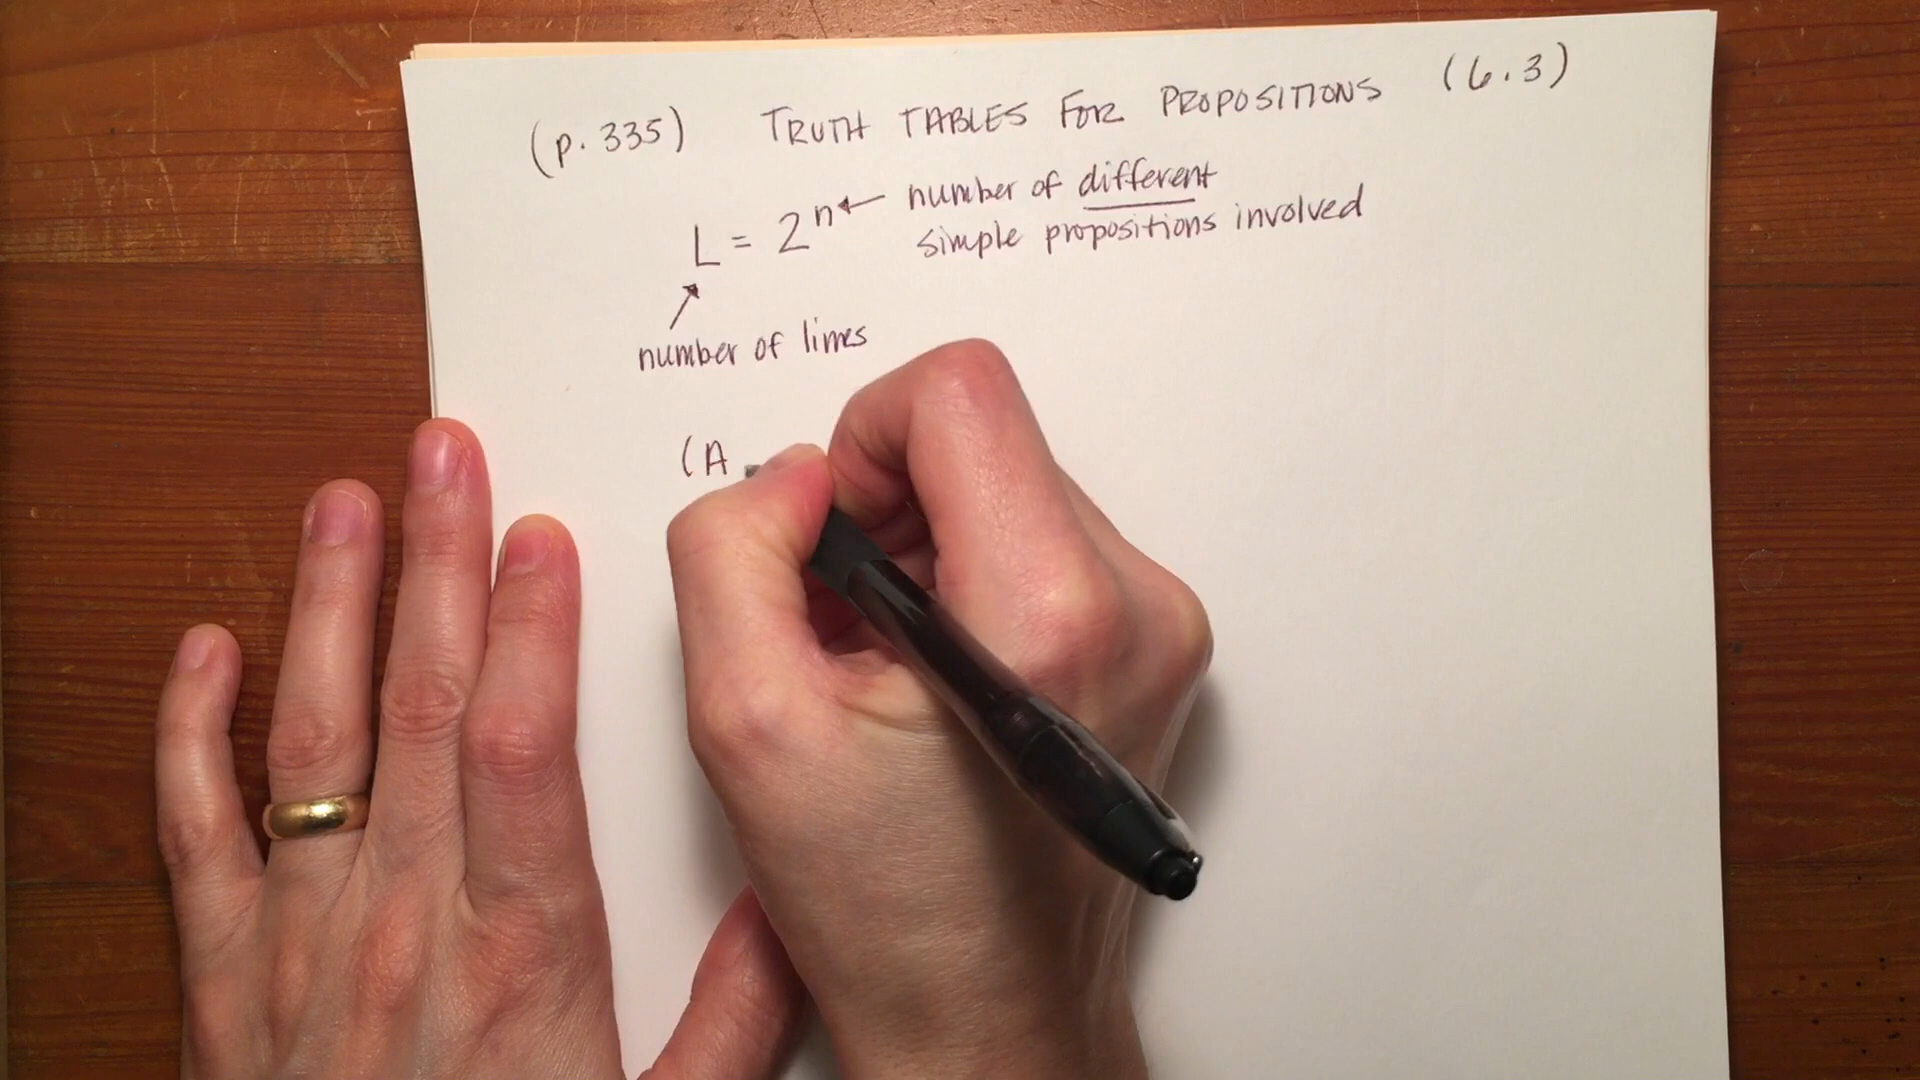 (p. 335) TRUTH TABLES FOR PROPOSITIONS (6.3)
L = 2ⁿ ← number of different
simple propositions involved
number of lines
(A